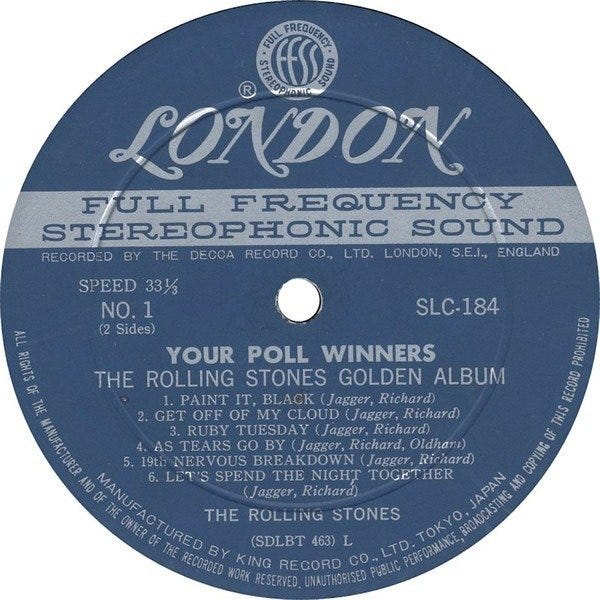 FULL FREQUENCY
ffss
STEREOPHONIC SOUND
®
LONDON
FULL FREQUENCY
STEREOPHONIC SOUND
RECORDED BY THE DECCA RECORD CO., LTD. LONDON, S.E.I., ENGLAND
SPEED 33⅓
NO. 1
(2 Sides)
SLC-184
YOUR POLL WINNERS
THE ROLLING STONES GOLDEN ALBUM
1. PAINT IT, BLACK (Jagger, Richard)
2. GET OFF OF MY CLOUD (Jagger, Richard)
3. RUBY TUESDAY (Jagger, Richard)
4. AS TEARS GO BY (Jagger, Richard, Oldham)
5. 19th NERVOUS BREAKDOWN (Jagger, Richard)
6. LET'S SPEND THE NIGHT TOGETHER
(Jagger, Richard)
THE ROLLING STONES
(SDLBT 463) L
MANUFACTURED BY KING RECORD CO., LTD. TOKYO, JAPAN
ALL RIGHTS OF THE MANUFACTURER AND OF THE OWNER OF THE RECORDED WORK RESERVED. UNAUTHORISED PUBLIC PERFORMANCE, BROADCASTING AND COPYING OF THIS RECORD PROHIBITED